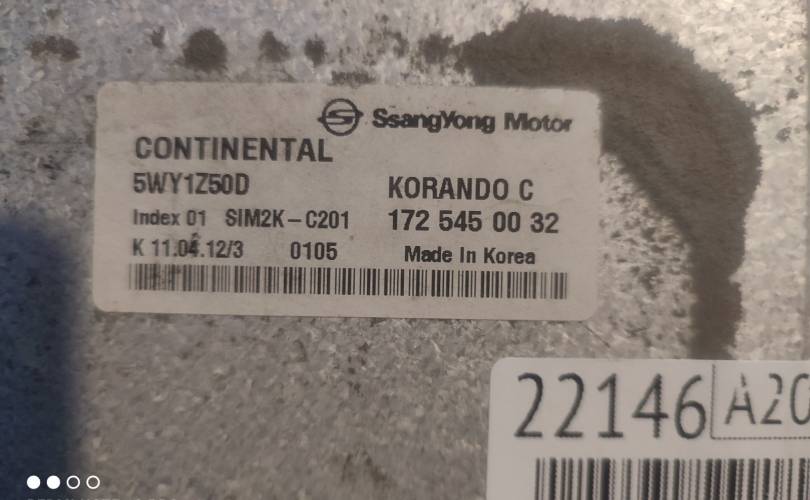 SsangYong Motor
CONTINENTAL
5WY1Z50D
KORANDO C
Index 01 SIM2K-C201
172 545 00 32
K 11.04.12/3 0105
Made In Korea
22146 A20